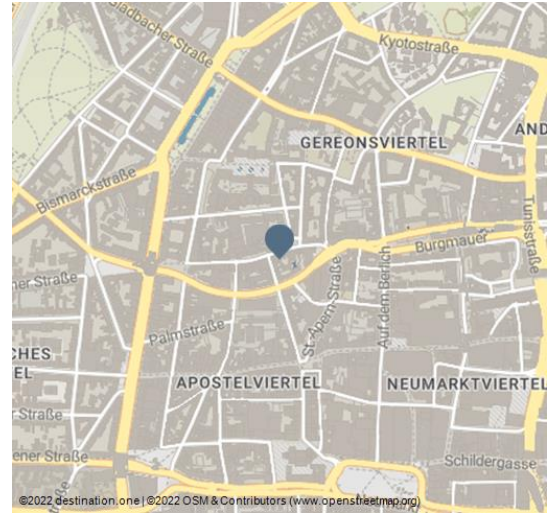 Gladbacher Straße
Kyotostraße
GEREONSVIERTEL
AND
Bismarckstraße
Tunisstraße
Burgmauer
ner Straße
St.-Apern-Straße
Auf dem Berlich
Palmstraße
CHES
EL
APOSTELVIERTEL
NEUMARKTVIERTEL
er Straße
ener Straße
Schildergasse
©2022 destination.one | ©2022 OSM & Contributors (www.openstreetmap.org)